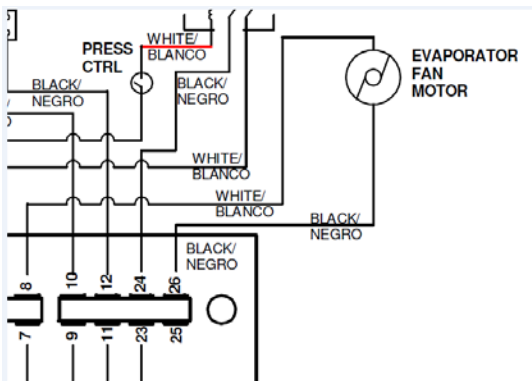 WHITE/
BLANCO
PRESS
CTRL
EVAPORATOR
FAN
MOTOR
BLACK/
NEGRO
BLACK/
NEGRO
WHITE/
BLANCO
WHITE/
BLANCO
BLACK/
NEGRO
BLACK/
NEGRO
8 10 12 24 26
7 9 11 23 25